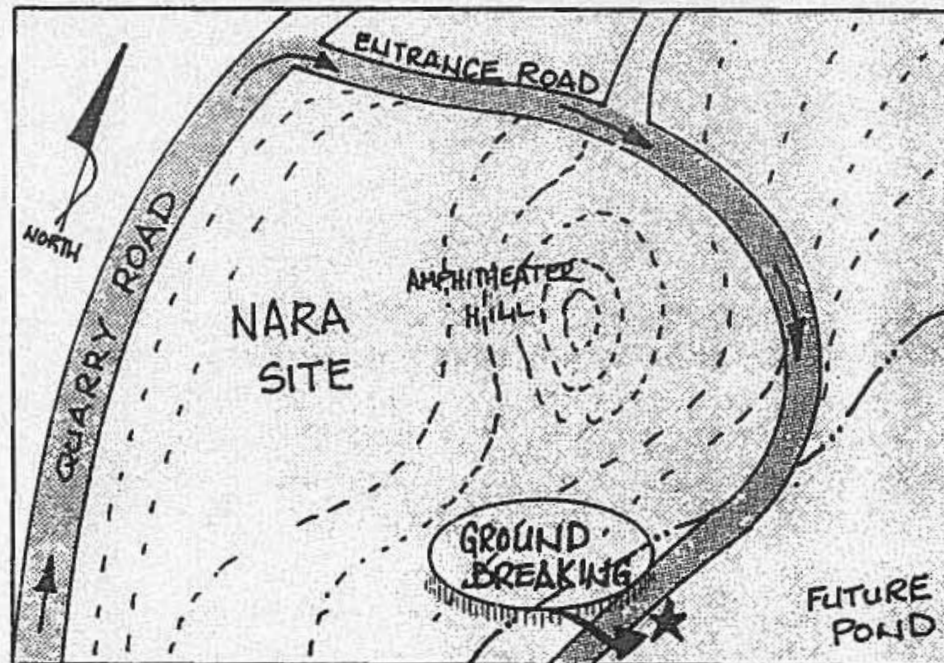 ENTRANCE ROAD
NORTH
QUARRY ROAD
AMPHITHEATER
HILL
NARA
SITE
GROUND
BREAKING
FUTURE
POND